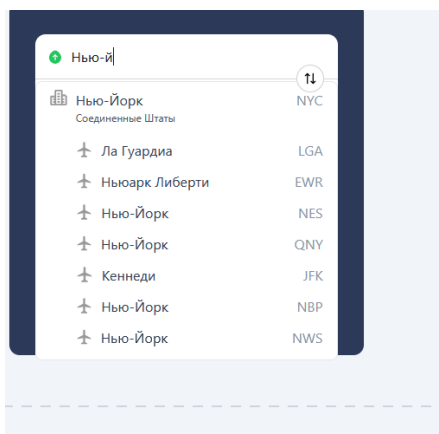 Нью-й
Нью-Йорк NYC
Соединенные Штаты
Ла Гуардиа LGA
Ньюарк Либерти EWR
Нью-Йорк NES
Нью-Йорк QNY
Кеннеди JFK
Нью-Йорк NBP
Нью-Йорк NWS